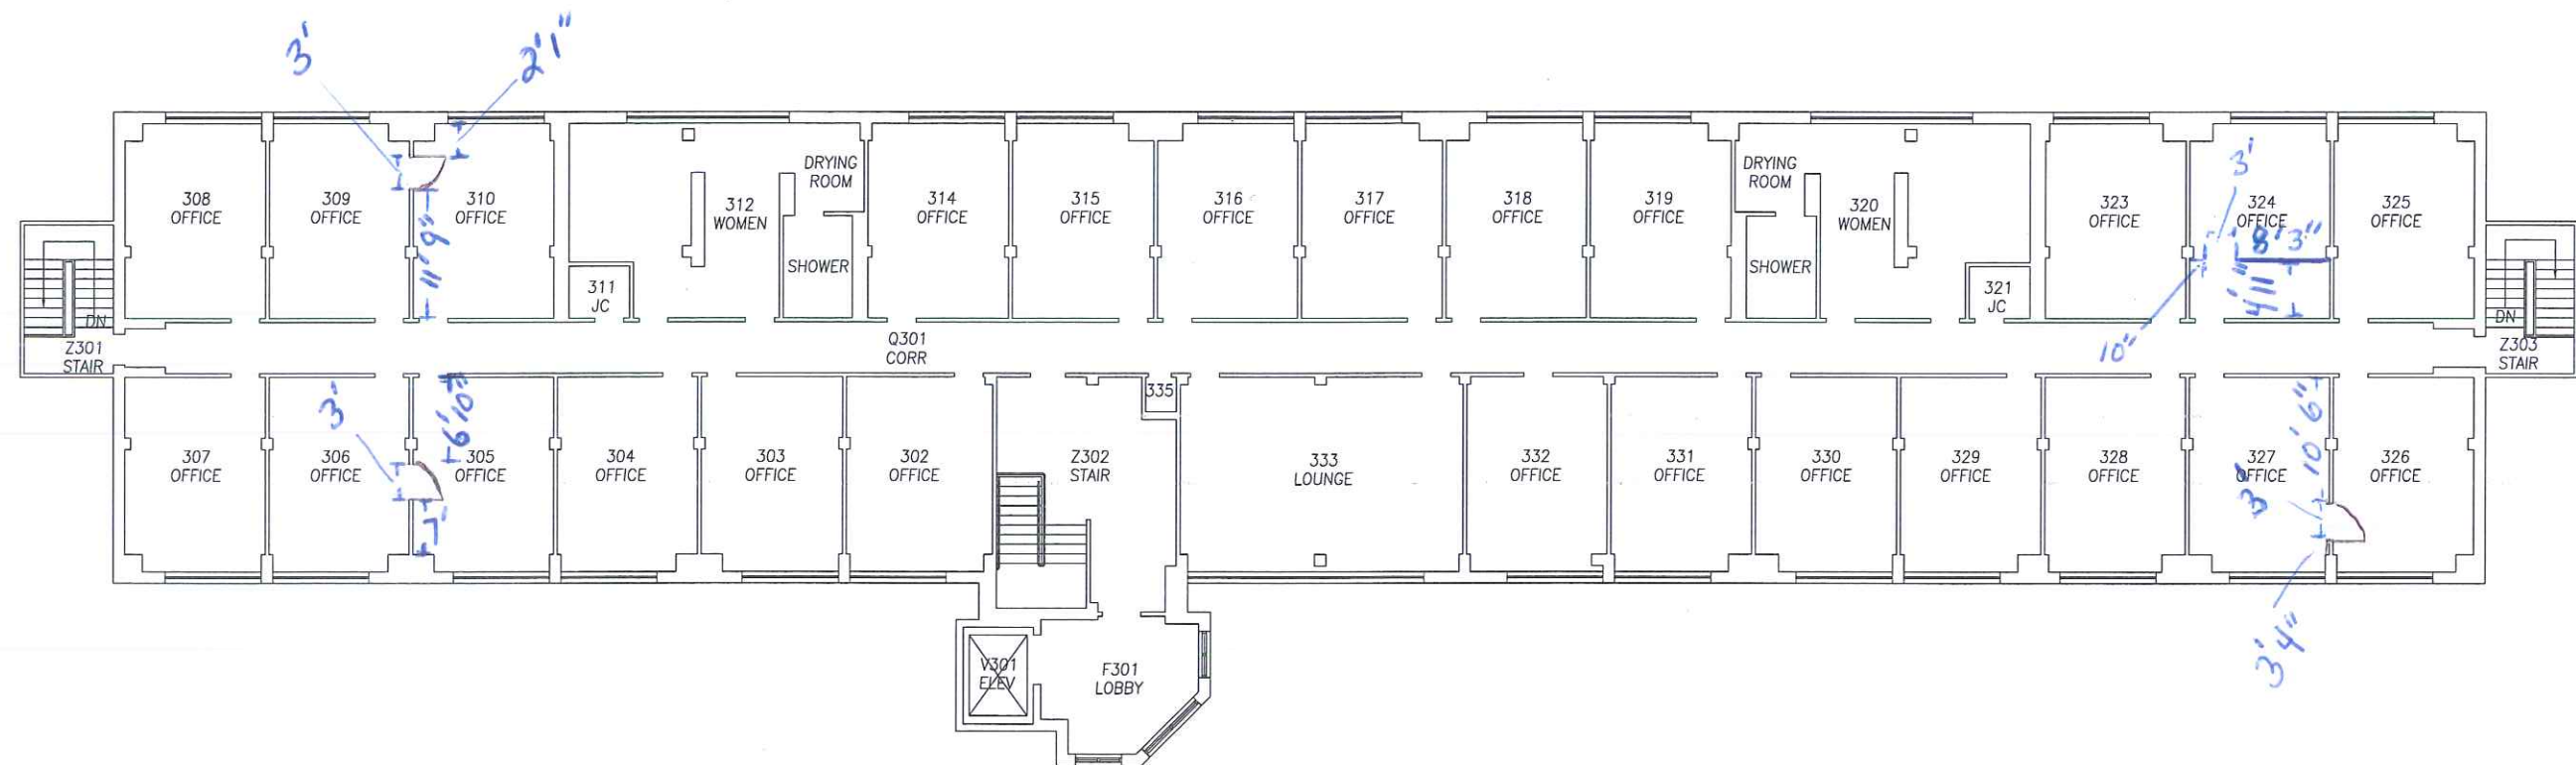 3'
2'1"
308
OFFICE
309
OFFICE
310
OFFICE
11'9"
312
WOMEN
DRYING
ROOM
SHOWER
311
JC
314
OFFICE
315
OFFICE
316
OFFICE
317
OFFICE
318
OFFICE
319
OFFICE
DRYING
ROOM
SHOWER
320
WOMEN
321
JC
323
OFFICE
3'
324
OFFICE
8'3"
4'11"
10"
325
OFFICE
DN
Z301
STAIR
Q301
CORR
DN
Z303
STAIR
307
OFFICE
3'
306
OFFICE
6'10"
305
OFFICE
7'
304
OFFICE
303
OFFICE
302
OFFICE
Z302
STAIR
335
333
LOUNGE
332
OFFICE
331
OFFICE
330
OFFICE
329
OFFICE
328
OFFICE
327
OFFICE
3'
10'6"
326
OFFICE
3'4"
V301
ELEV
F301
LOBBY